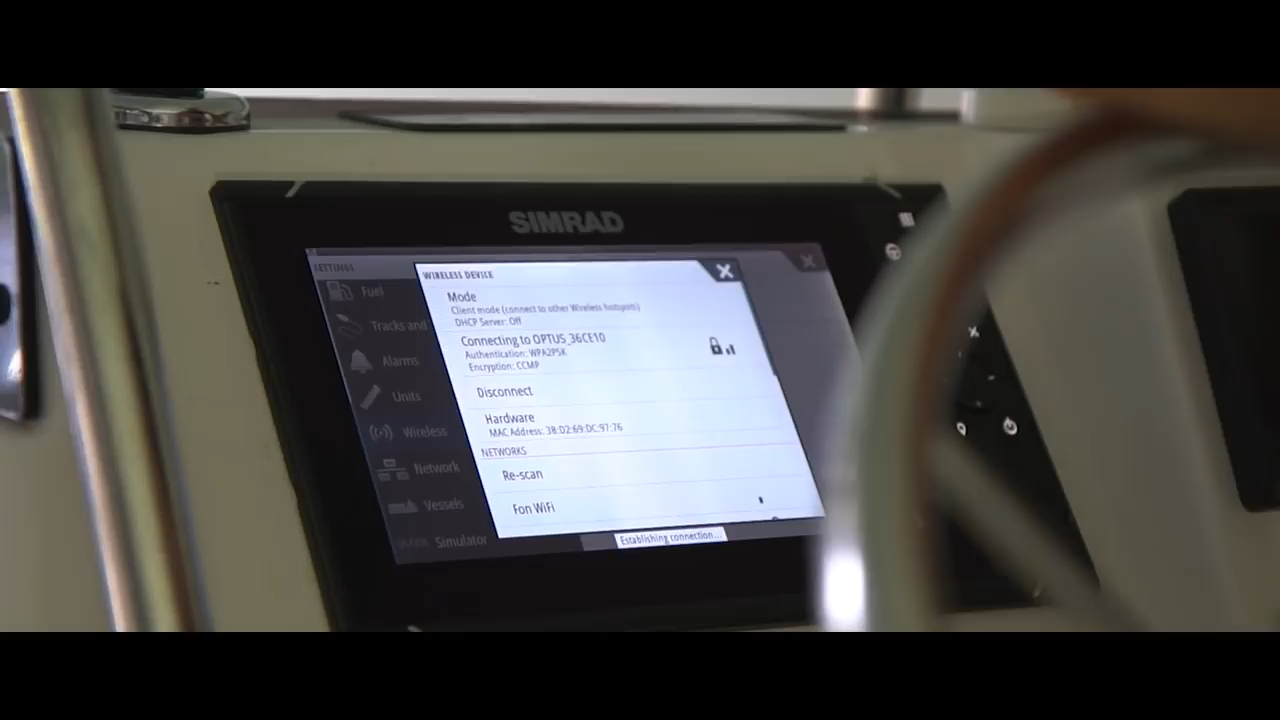 SIMRAD
SETTINGS
Fuel
Tracks and
Alarms
Units
Wireless
Network
Vessels
Simulator
WIRELESS DEVICE
Mode
Client mode (connect to other Wireless hotspots)
DHCP Server: Off
Connecting to OPTUS_36CE10
Authentication: WPA2PSK
Encryption: CCMP
Disconnect
Hardware
MAC Address: 38:D2:69:DC:97:76
NETWORKS
Re-scan
Fon WiFi
Establishing connection...